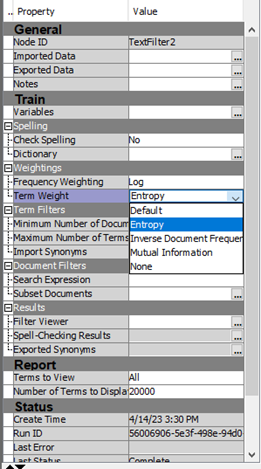 .. Property Value
General
Node ID TextFilter2
Imported Data ...
Exported Data ...
Notes ...
Train
Variables ...
Spelling
Check Spelling No
Dictionary ...
Weightings
Frequency Weighting Log
Term Weight Entropy
Default
Term Filters
Entropy
Minimum Number of Docum
Inverse Document Frequen
Maximum Number of Terms
Mutual Information
Import Synonyms
None
Document Filters
Search Expression
Subset Documents ...
Results
Filter Viewer ...
Spell-Checking Results ...
Exported Synonyms ...
Report
Terms to View All
Number of Terms to Displa 20000
Status
Create Time 4/14/23 3:30 PM
Run ID 56006906-5e3f-498e-94d0
Last Error
Last Status Complete